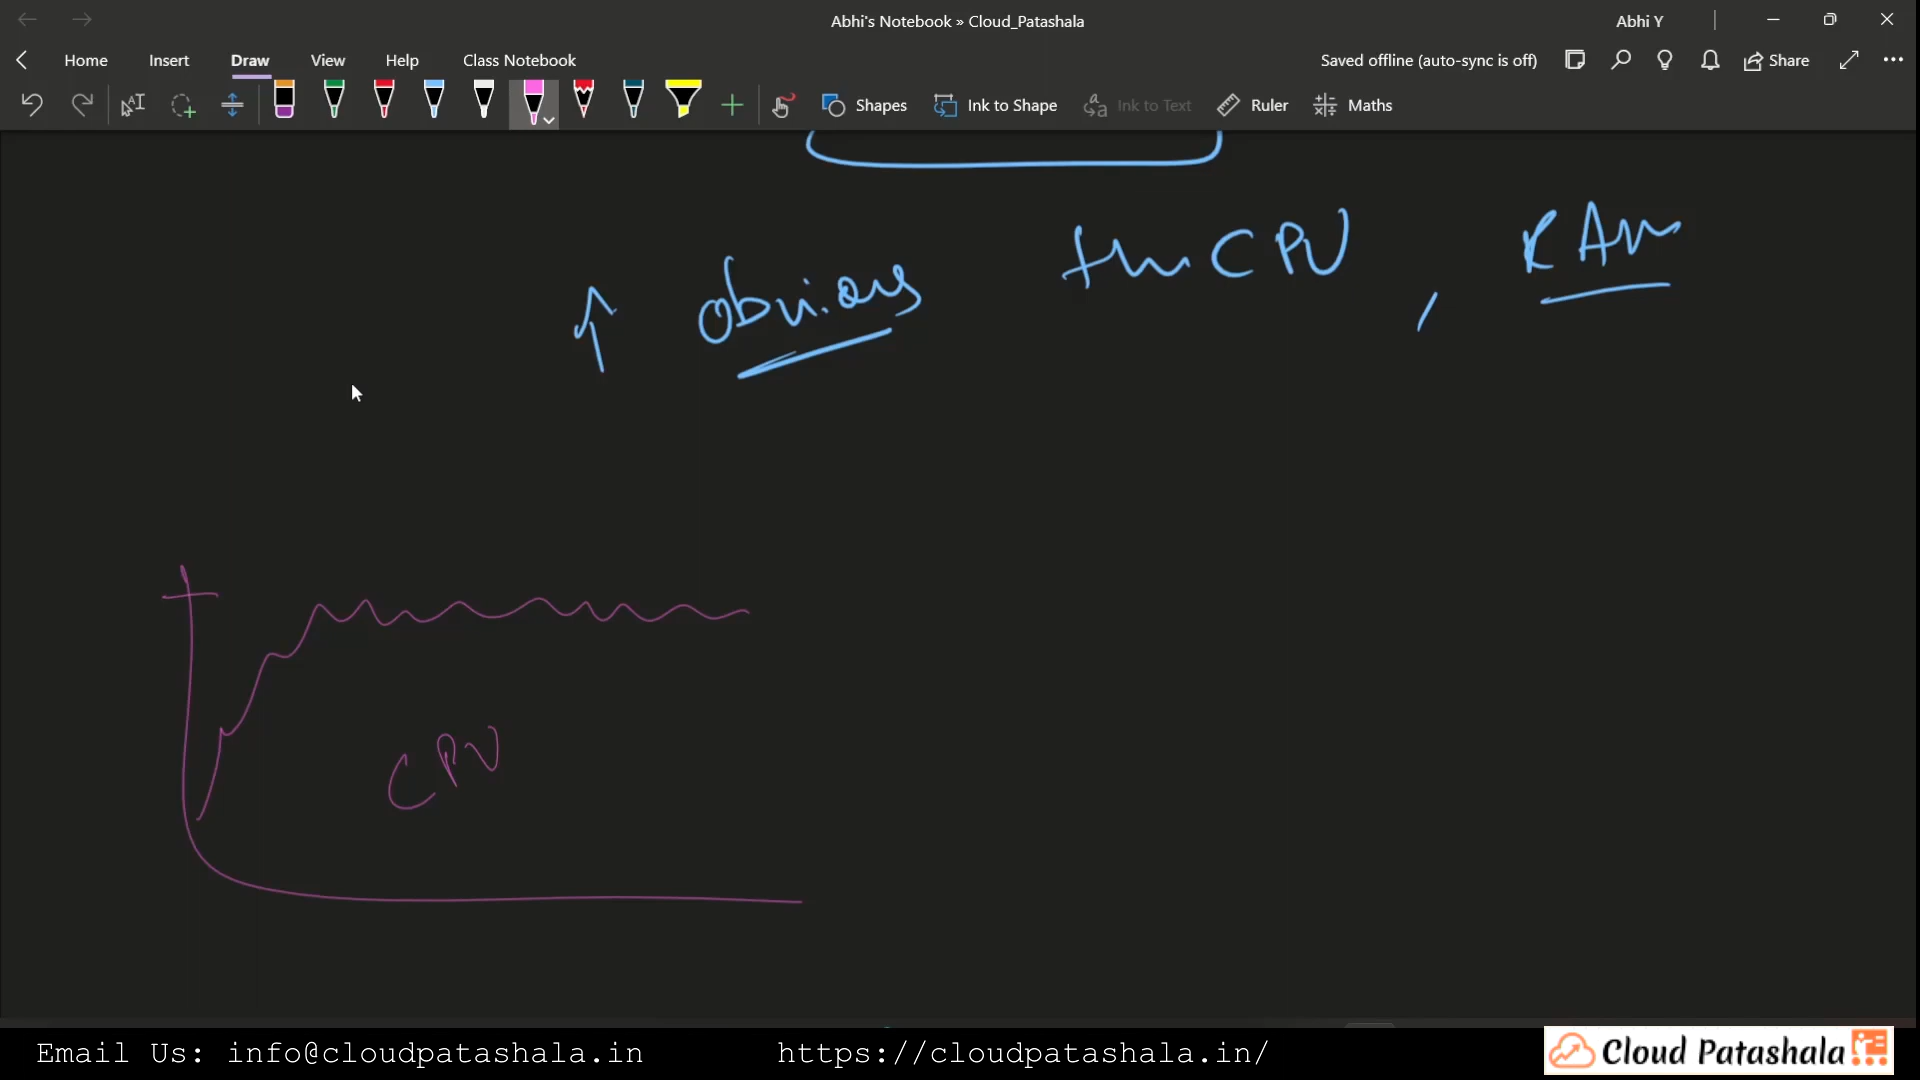 Abhi's Notebook » Cloud_Patashala
Abhi Y
Home Insert Draw View Help Class Notebook
Saved offline (auto-sync is off)
Share
Shapes Ink to Shape Ink to Text Ruler Maths
↑ obvious the CPU , RAM
CPU
Email Us: info@cloudpatashala.in https://cloudpatashala.in/
Cloud Patashala